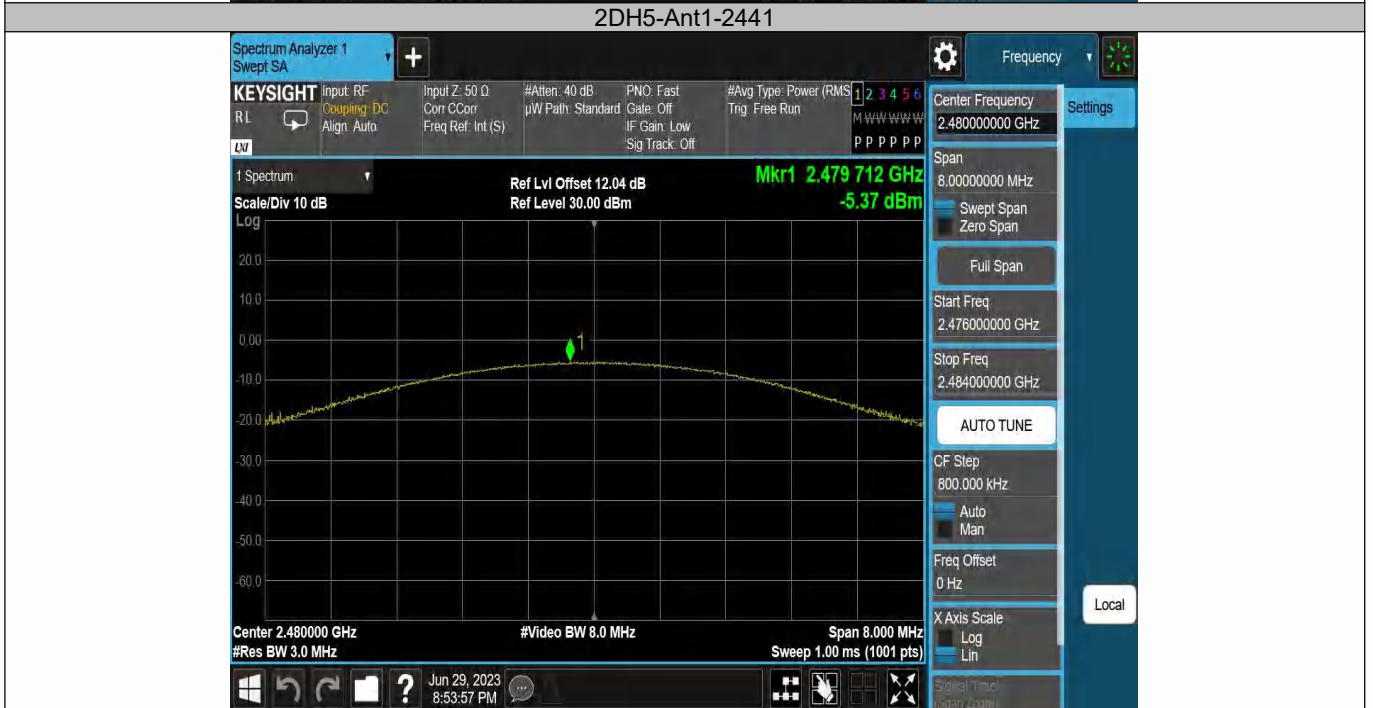 2DH5-Ant1-2441
Spectrum Analyzer 1
Swept SA
+
Frequency
KEYSIGHT
RL
LXI
Input: RF
Coupling: DC
Align: Auto
Input Z: 50 Ω
Corr CCorr
Freq Ref: Int (S)
#Atten: 40 dB
µW Path: Standard
PNO: Fast
Gate: Off
IF Gain: Low
Sig Track: Off
#Avg Type: Power (RMS
Trig: Free Run
1 2 3 4 5 6
M W W W W W
P P P P P P
1 Spectrum
Scale/Div 10 dB
Ref Lvl Offset 12.04 dB
Ref Level 30.00 dBm
Mkr1 2.479 712 GHz
-5.37 dBm
Log
20.0
10.0
0.00
-10.0
-20.0
-30.0
-40.0
-50.0
-60.0
1
Center 2.480000 GHz
#Res BW 3.0 MHz
#Video BW 8.0 MHz
Span 8.000 MHz
Sweep 1.00 ms (1001 pts)
Jun 29, 2023
8:53:57 PM
?
Center Frequency
2.480000000 GHz
Settings
Span
8.00000000 MHz
Swept Span
Zero Span
Full Span
Start Freq
2.476000000 GHz
Stop Freq
2.484000000 GHz
AUTO TUNE
CF Step
800.000 kHz
Auto
Man
Freq Offset
0 Hz
X Axis Scale
Log
Lin
Local
Signal Track
(Span Zoom)